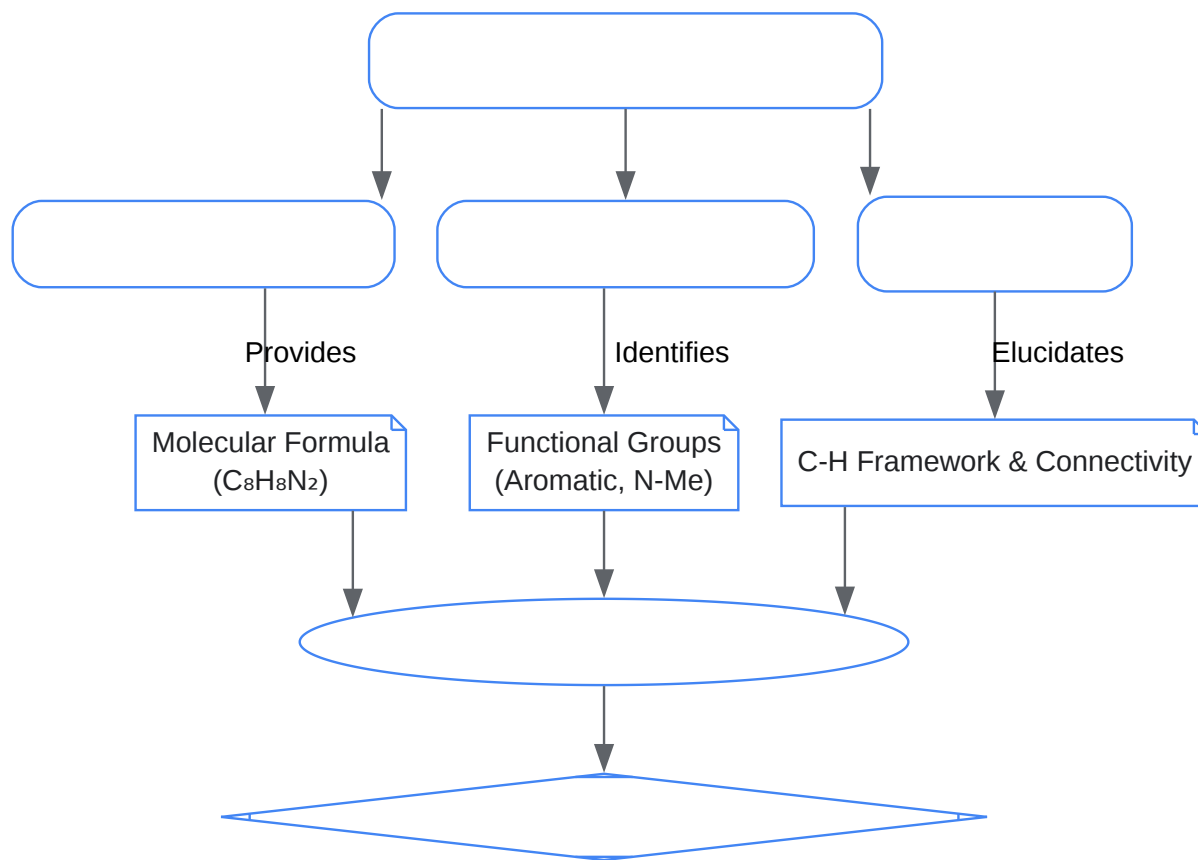 Provides
Identifies
Elucidates
Molecular Formula
(C₈H₈N₂)
Functional Groups
(Aromatic, N-Me)
C-H Framework & Connectivity